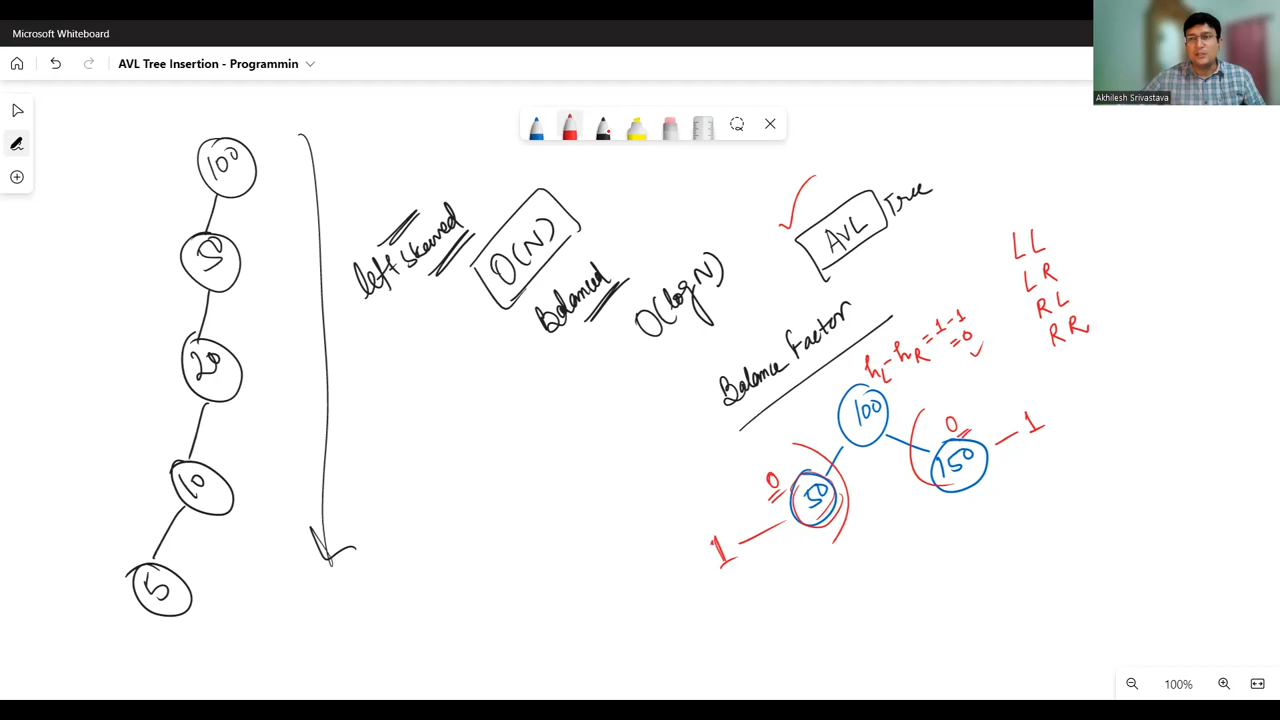 Microsoft Whiteboard
AVL Tree Insertion - Programmin
Akhilesh Srivastava
100
50
20
10
5
left skewed
O(N)
Balanced
O(log N)
AVL Tree
LL
LR
RL
RR
Balance Factor
hL - hR = 1 - 1
= 0
100
0
50
1
0
150
1
100%